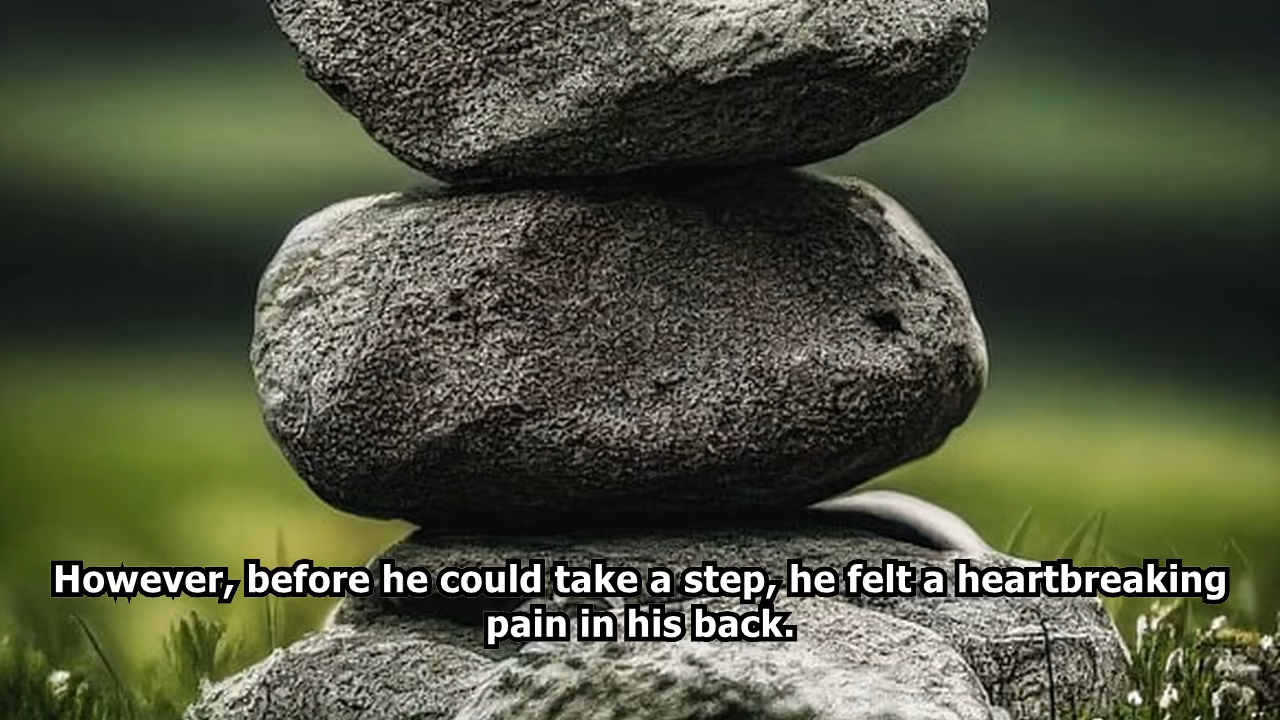 However, before he could take a step, he felt a heartbreaking
pain in his back.